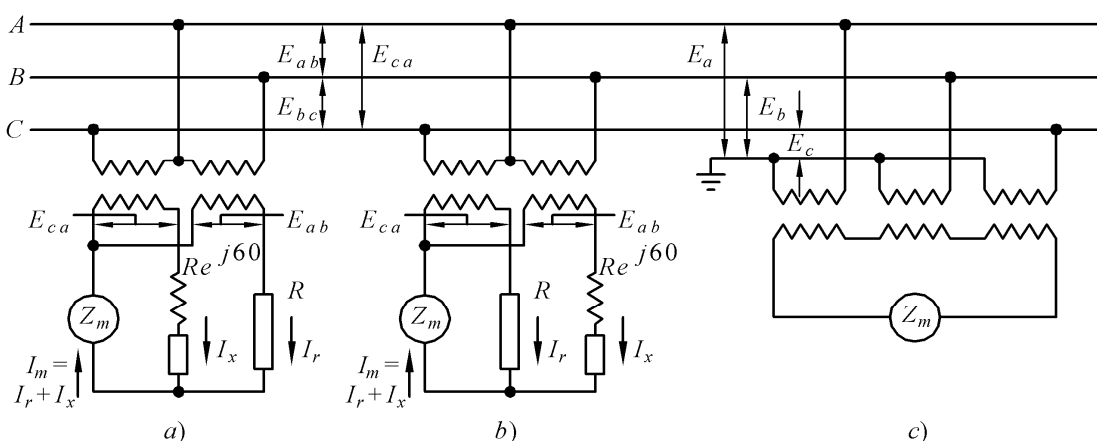 A
B
C
E_ab
E_ca
E_bc
E_a
E_b
E_c
E_ca
E_ab
Re j60
R
Z_m
I_m =
I_r + I_x
I_x
I_r
a)
E_ca
E_ab
Re j60
R
Z_m
I_m =
I_r + I_x
I_r
I_x
b)
Z_m
c)